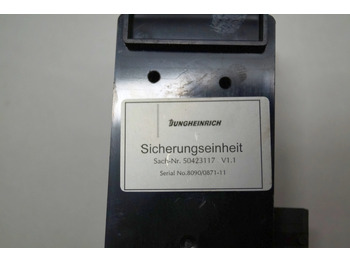 JUNGHEINRICH
Sicherungseinheit
Sach-Nr. 50423117 V1.1
Serial No.8090/0871-11